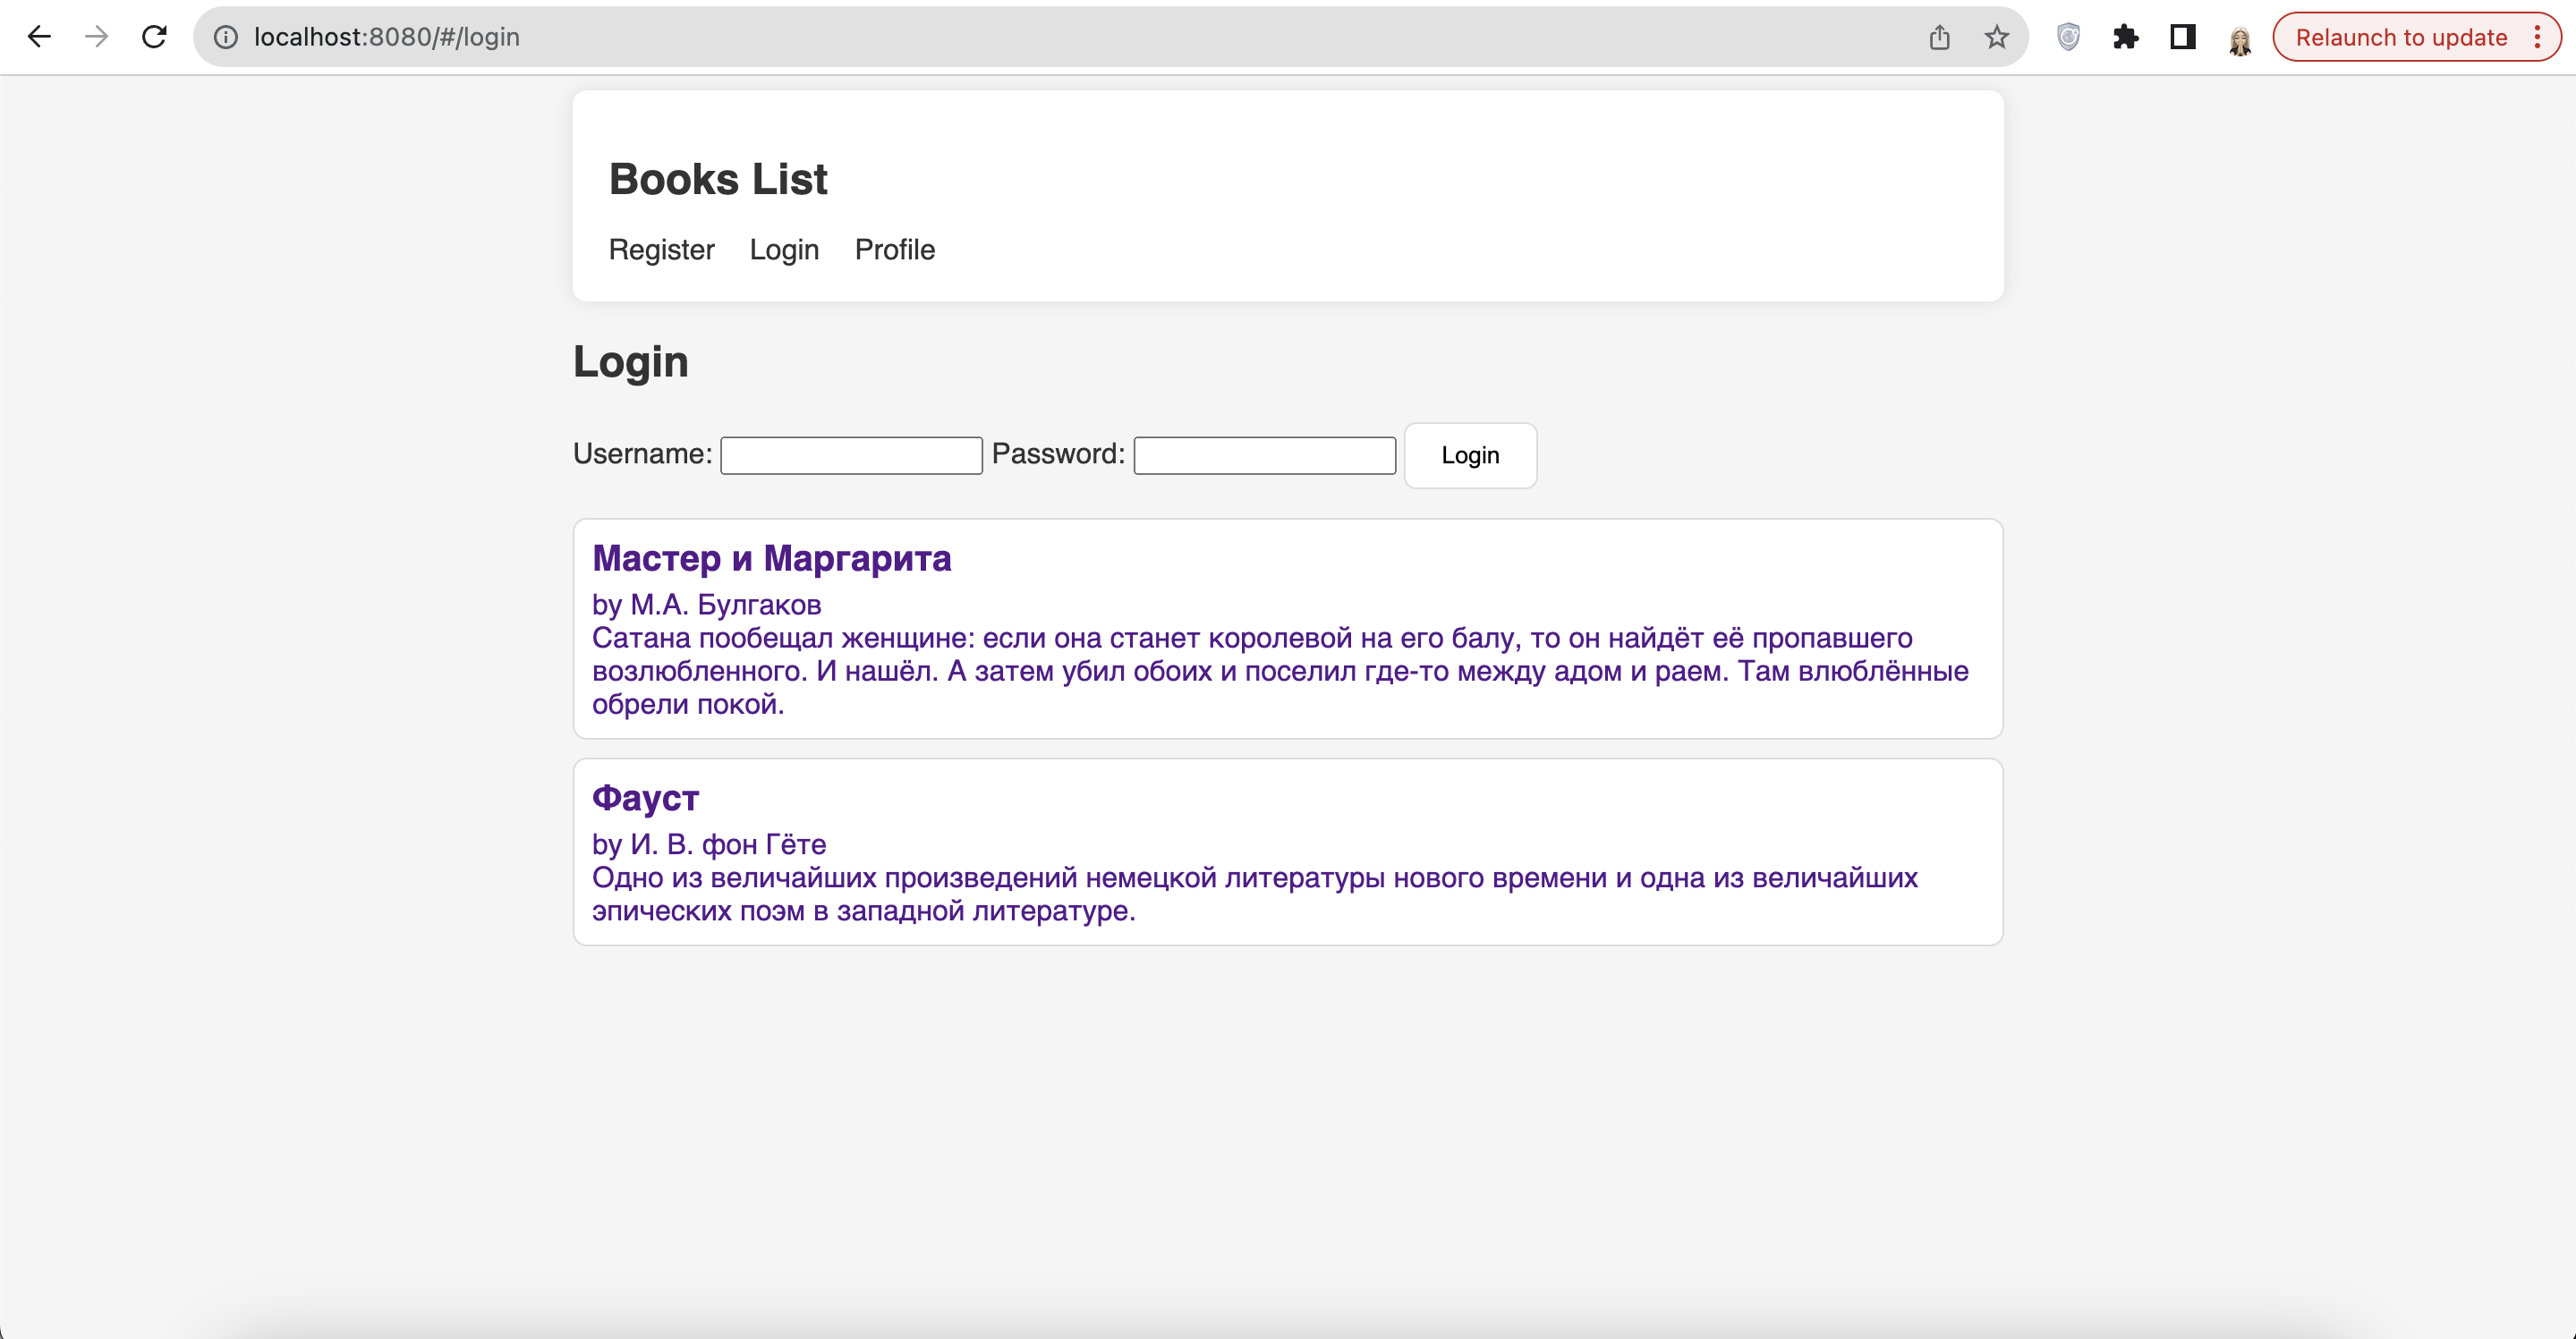 localhost:8080/#/login
Relaunch to update
Books List
Register Login Profile
Login
Username: Password: Login
Мастер и Маргарита
by М.А. Булгаков
Сатана пообещал женщине: если она станет королевой на его балу, то он найдёт её пропавшего
возлюбленного. И нашёл. А затем убил обоих и поселил где-то между адом и раем. Там влюблённые
обрели покой.
Фауст
by И. В. фон Гёте
Одно из величайших произведений немецкой литературы нового времени и одна из величайших
эпических поэм в западной литературе.